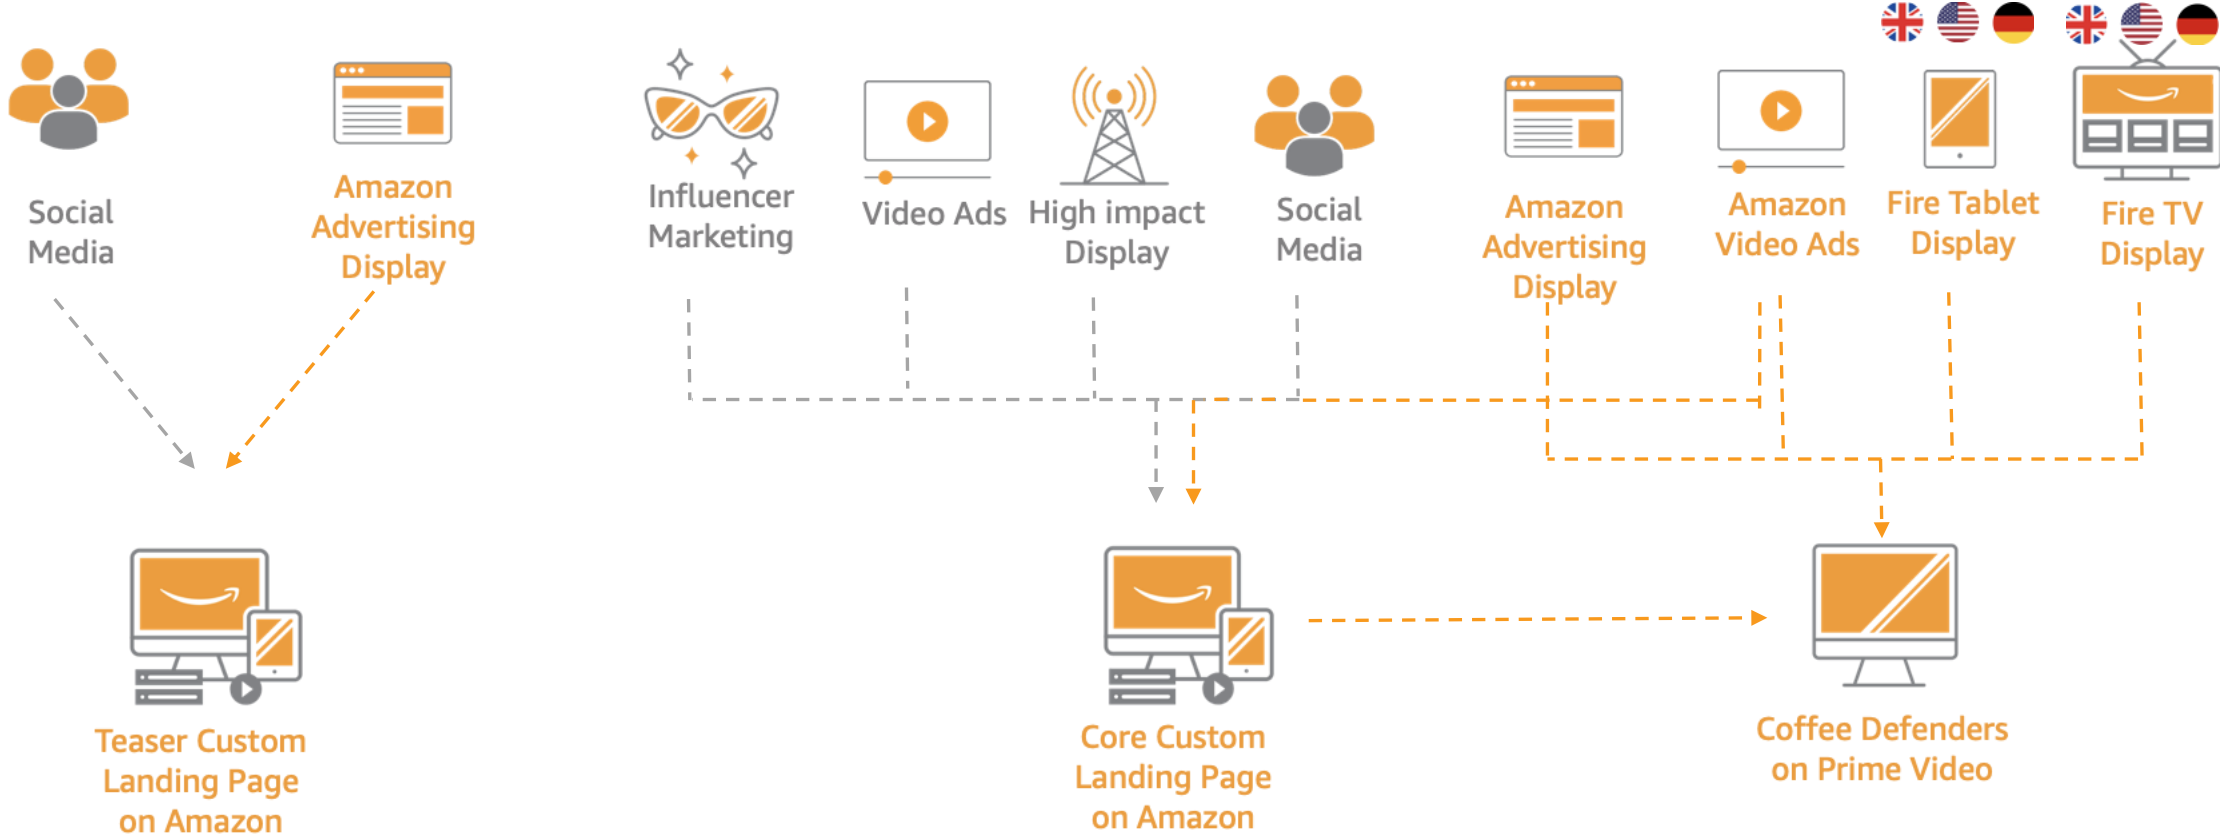 Social
Media
Amazon
Advertising
Display
Influencer
Marketing
Video Ads
High impact
Display
Social
Media
Amazon
Advertising
Display
Amazon
Video Ads
Fire Tablet
Display
Fire TV
Display
Teaser Custom
Landing Page
on Amazon
Core Custom
Landing Page
on Amazon
Coffee Defenders
on Prime Video